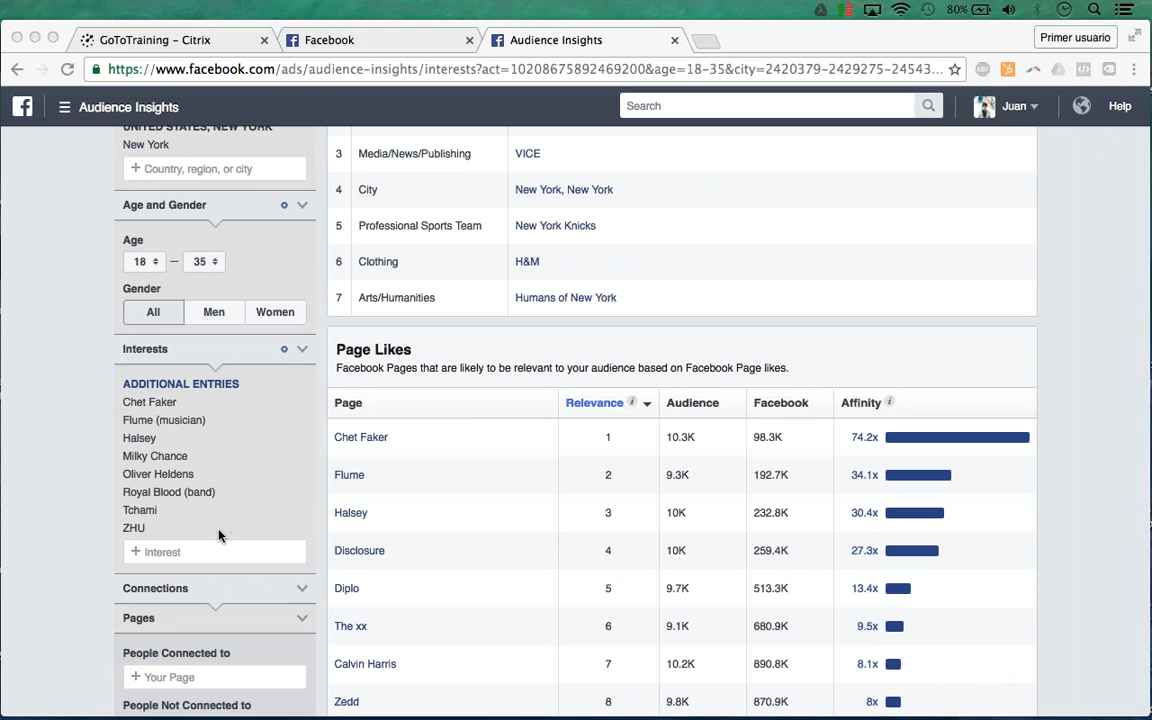 80%
GoToTraining – Citrix
Facebook
Audience Insights
Primer usuario
https://www.facebook.com/ads/audience-insights/interests?act=10208675892469200&age=18-35&city=2420379-2429275-24543...
Audience Insights
Search
Juan
Help
UNITED STATES, NEW YORK
New York
+ Country, region, or city
Age and Gender
Age
18 – 35
Gender
All Men Women
Interests
ADDITIONAL ENTRIES
Chet Faker
Flume (musician)
Halsey
Milky Chance
Oliver Heldens
Royal Blood (band)
Tchami
ZHU
+ Interest
Connections
Pages
People Connected to
+ Your Page
People Not Connected to
3 Media/News/Publishing VICE
4 City New York, New York
5 Professional Sports Team New York Knicks
6 Clothing H&M
7 Arts/Humanities Humans of New York
Page Likes
Facebook Pages that are likely to be relevant to your audience based on Facebook Page likes.
Page Relevance i Audience Facebook Affinity i
Chet Faker 1 10.3K 98.3K 74.2x
Flume 2 9.3K 192.7K 34.1x
Halsey 3 10K 232.8K 30.4x
Disclosure 4 10K 259.4K 27.3x
Diplo 5 9.7K 513.3K 13.4x
The xx 6 9.1K 680.9K 9.5x
Calvin Harris 7 10.2K 890.8K 8.1x
Zedd 8 9.8K 870.9K 8x